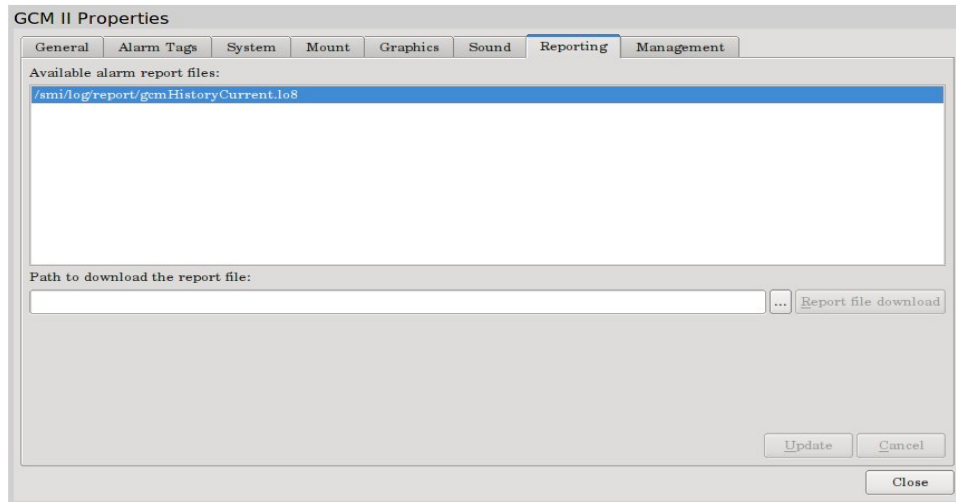 GCM II Properties
General Alarm Tags System Mount Graphics Sound Reporting Management
Available alarm report files:
/smi/log/report/gcmHistoryCurrent.lo8
Path to download the report file:
... Report file download
Update Cancel
Close